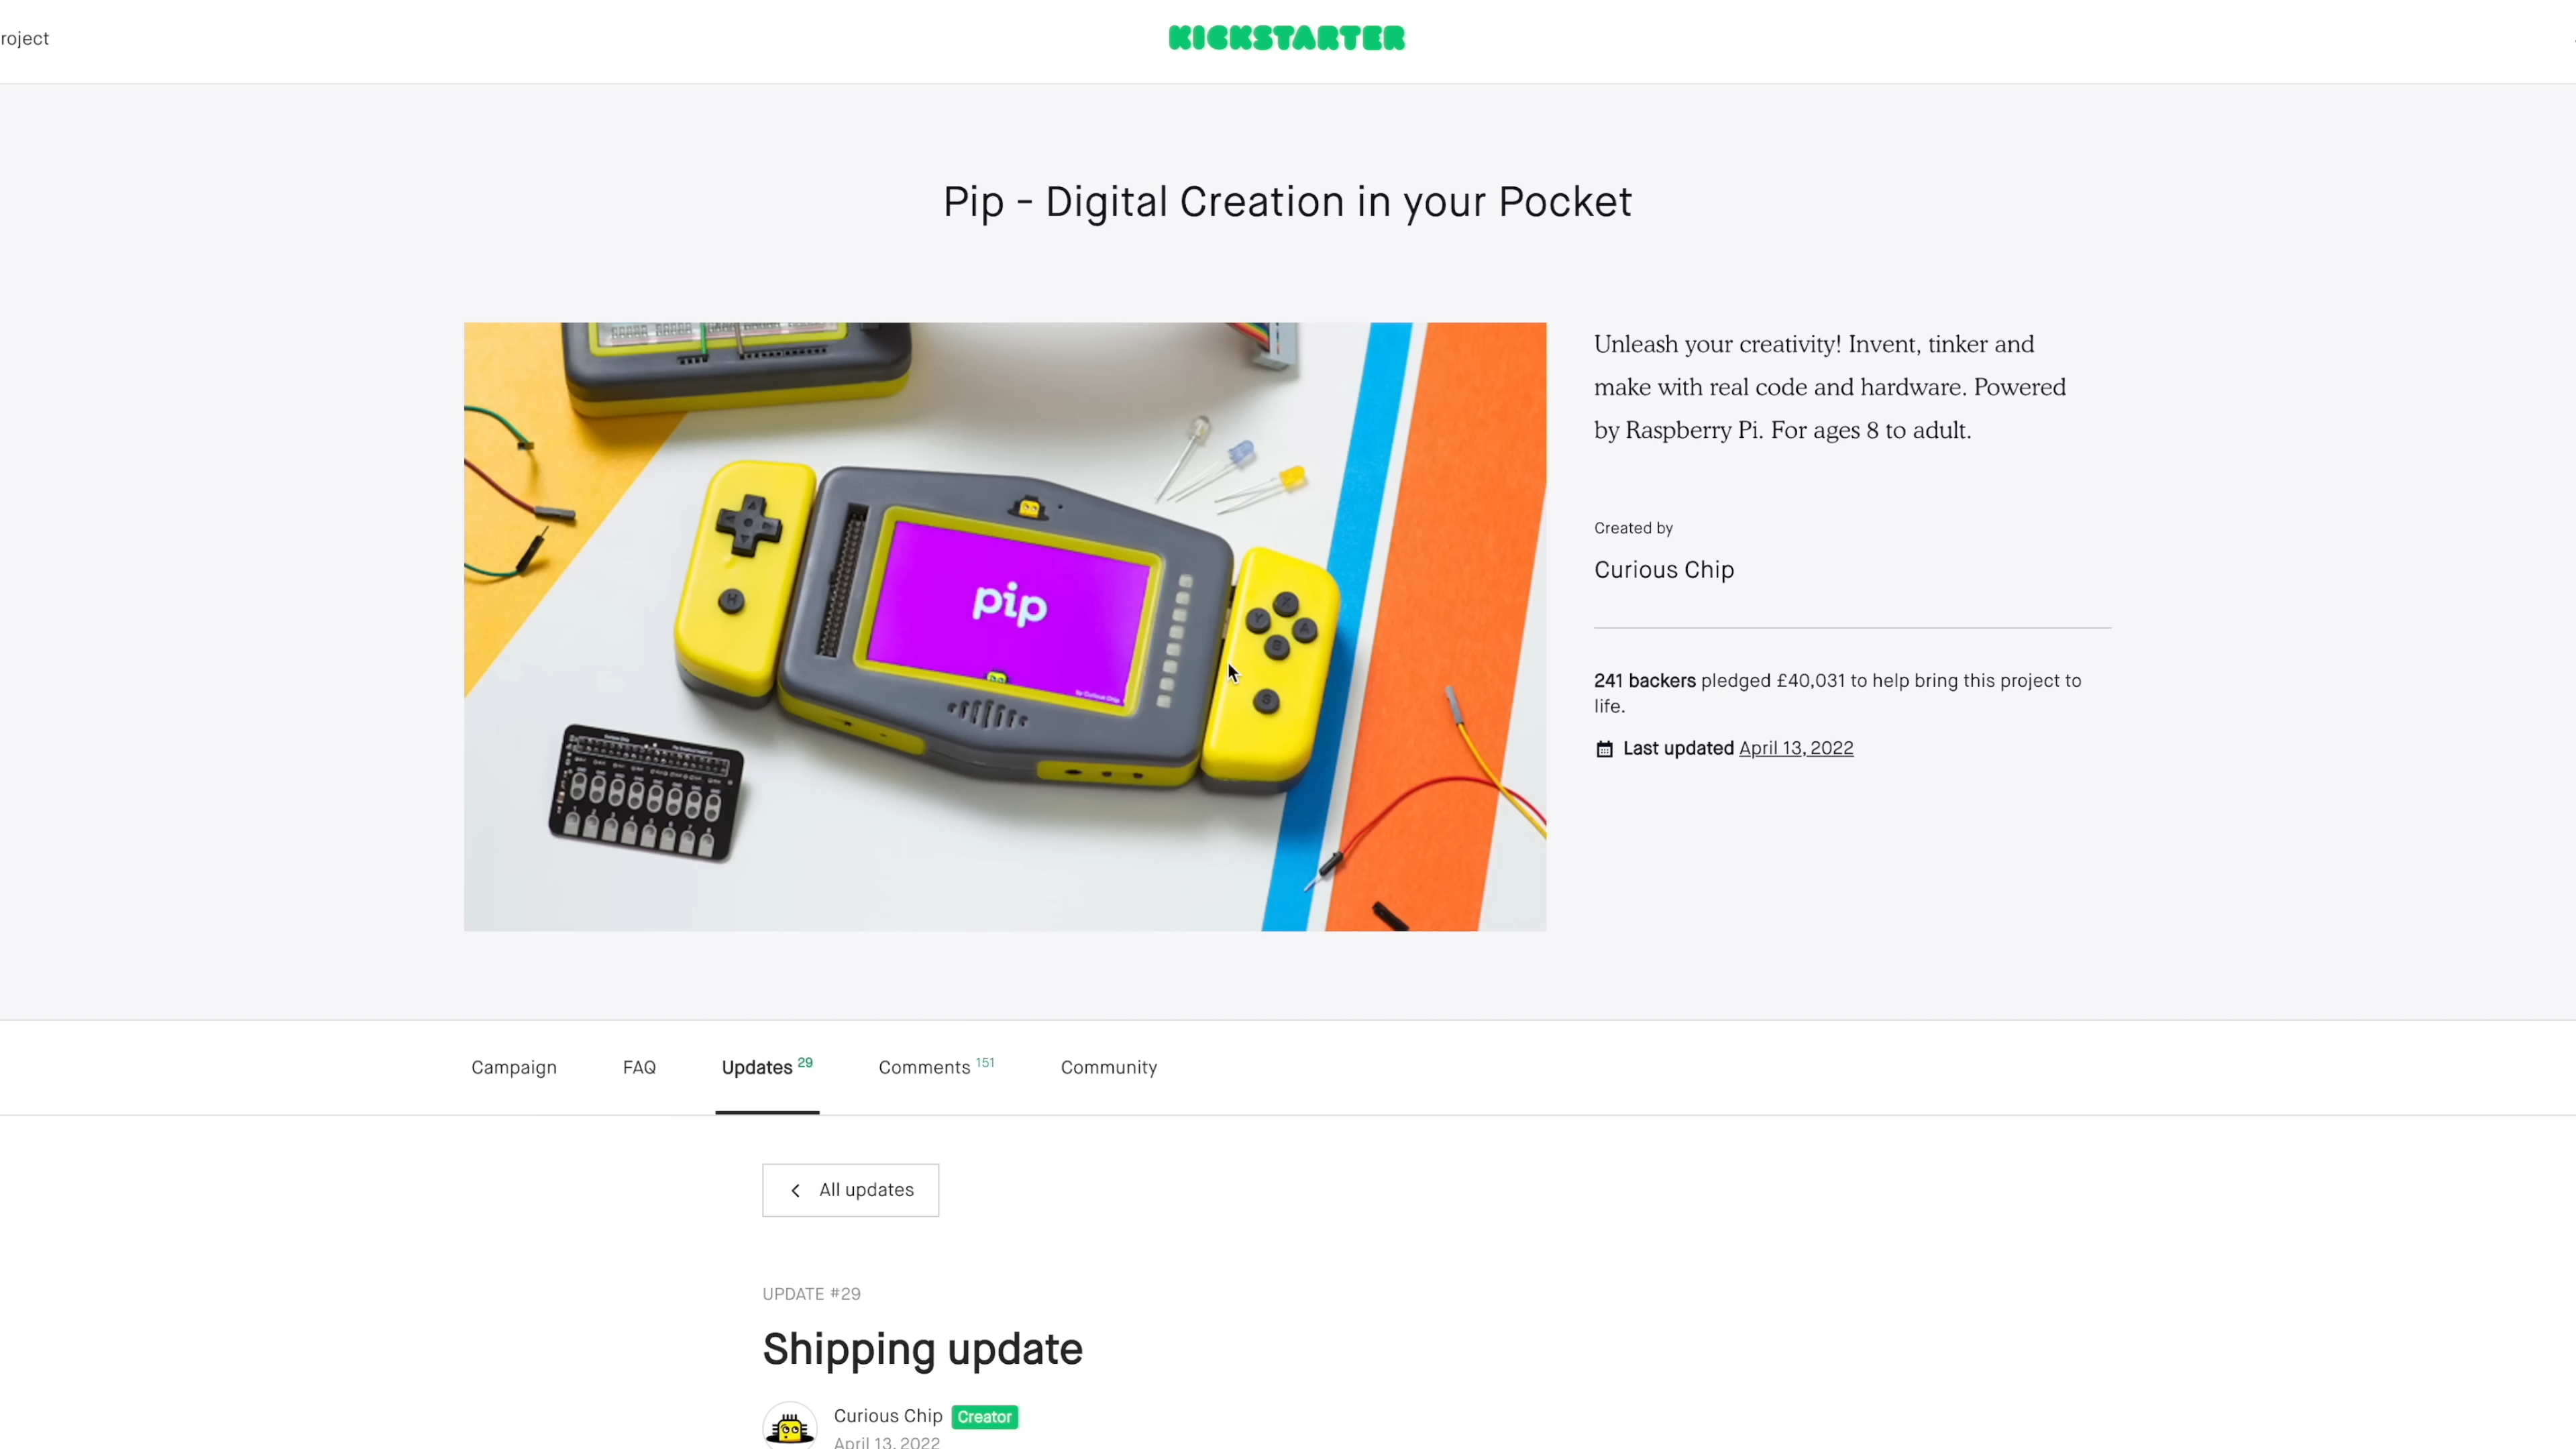 roject
KICKSTARTER
Pip - Digital Creation in your Pocket
pip
by Curious Chip
H
Y
A
B
S
Unleash your creativity! Invent, tinker and
make with real code and hardware. Powered
by Raspberry Pi. For ages 8 to adult.
Created by
Curious Chip
241 backers pledged £40,031 to help bring this project to
life.
Last updated April 13, 2022
Campaign
FAQ
Updates 29
Comments 151
Community
All updates
UPDATE #29
Shipping update
Curious Chip Creator
April 13, 2022